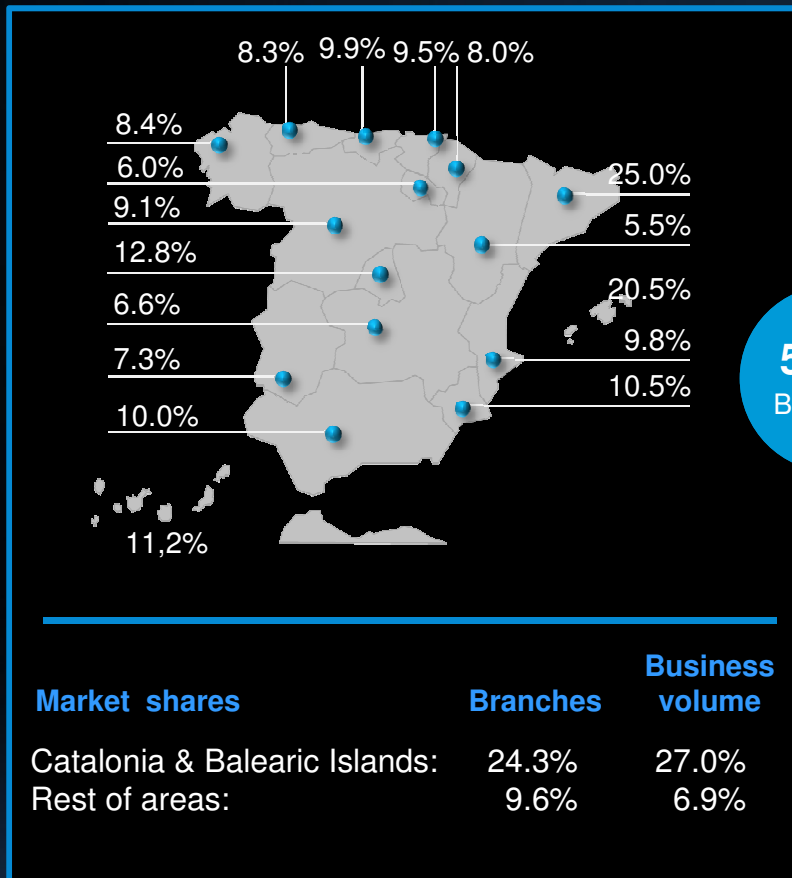 8.3% 9.9% 9.5% 8.0%
8.4%
6.0%
25.0%
9.1%
5.5%
12.8%
20.5%
6.6%
9.8%
7.3%
10.5%
10.0%
5
B
11,2%
Market shares Branches Business volume
Catalonia & Balearic Islands: 24.3% 27.0%
Rest of areas: 9.6% 6.9%